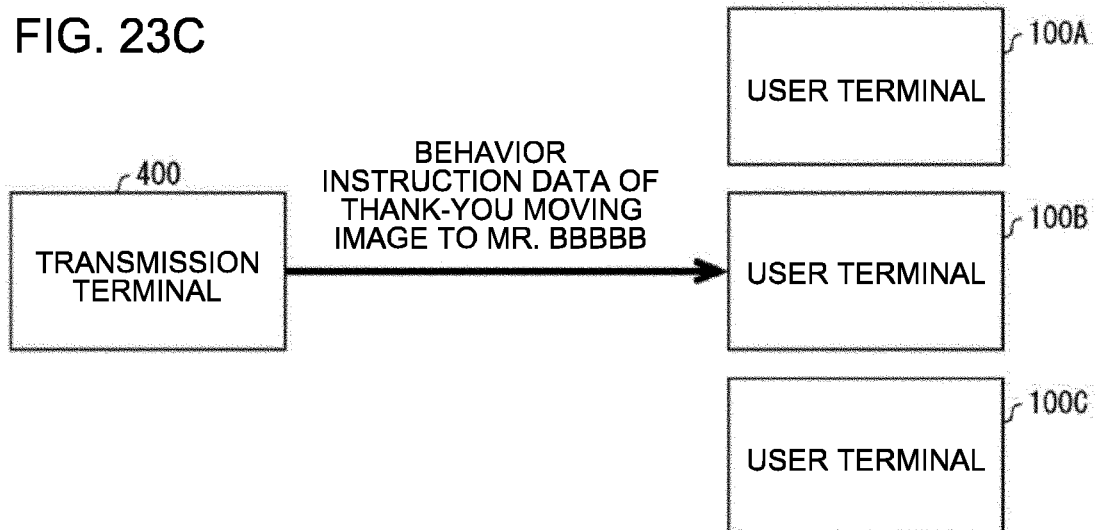 FIG. 23C
100A
USER TERMINAL
400
TRANSMISSION
TERMINAL
BEHAVIOR
INSTRUCTION DATA OF
THANK-YOU MOVING
IMAGE TO MR. BBBBB
100B
USER TERMINAL
100C
USER TERMINAL